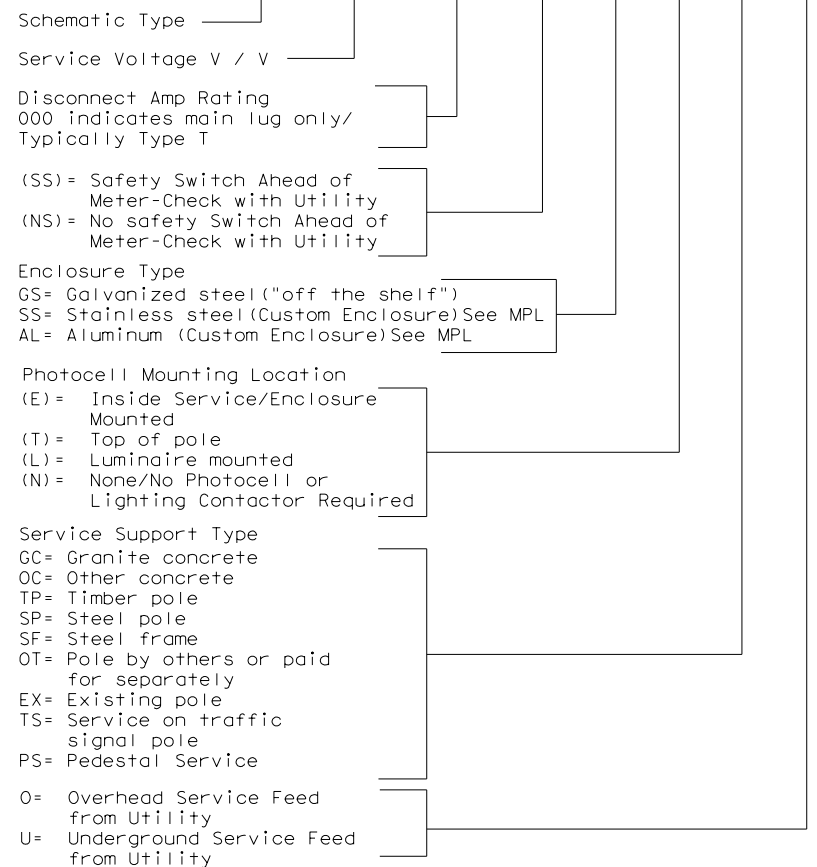 Schematic Type
Service Voltage V / V
Disconnect Amp Rating
000 indicates main lug only/
Typically Type T
(SS)= Safety Switch Ahead of
Meter-Check with Utility
(NS)= No safety Switch Ahead of
Meter-Check with Utility
Enclosure Type
GS= Galvanized steel("off the shelf")
SS= Stainless steel(Custom Enclosure)See MPL
AL= Aluminum (Custom Enclosure)See MPL
Photocell Mounting Location
(E)= Inside Service/Enclosure
Mounted
(T)= Top of pole
(L)= Luminaire mounted
(N)= None/No Photocell or
Lighting Contactor Required
Service Support Type
GC= Granite concrete
OC= Other concrete
TP= Timber pole
SP= Steel pole
SF= Steel frame
OT= Pole by others or paid
for separately
EX= Existing pole
TS= Service on traffic
signal pole
PS= Pedestal Service
O= Overhead Service Feed
from Utility
U= Underground Service Feed
from Utility